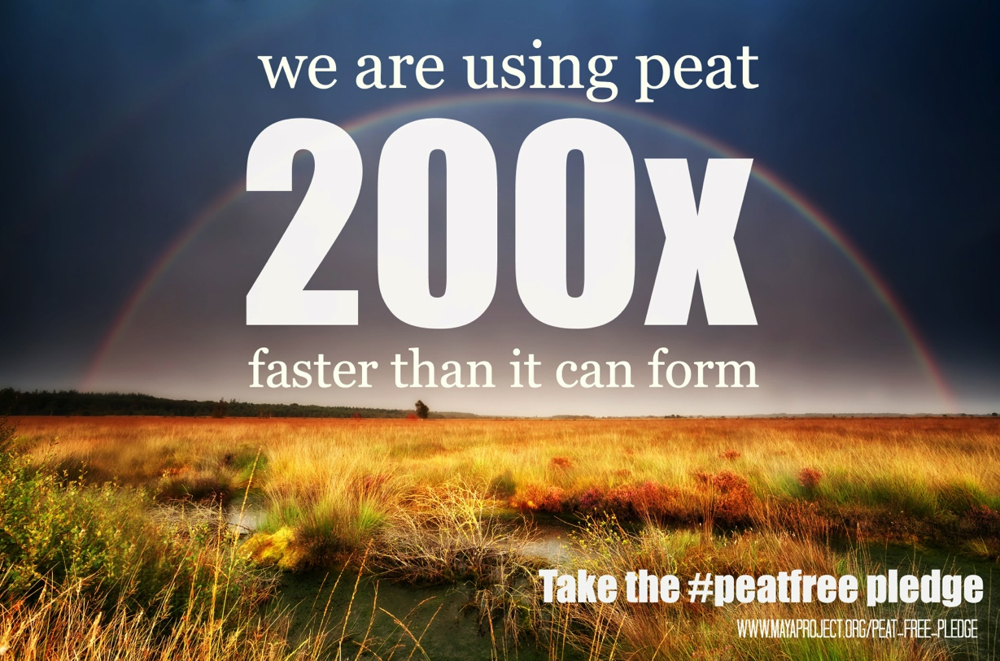 we are using peat
200x
faster than it can form
Take the #peatfree pledge
WWW.MAYAPROJECT.ORG/PEAT-FREE-PLEDGE